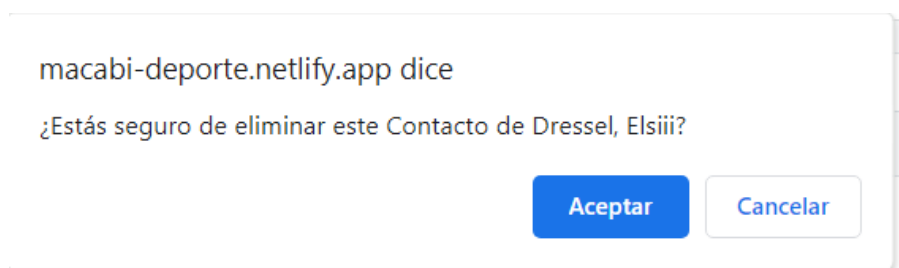 macabi-deporte.netlify.app dice
¿Estás seguro de eliminar este Contacto de Dressel, Elsiii?
Aceptar
Cancelar